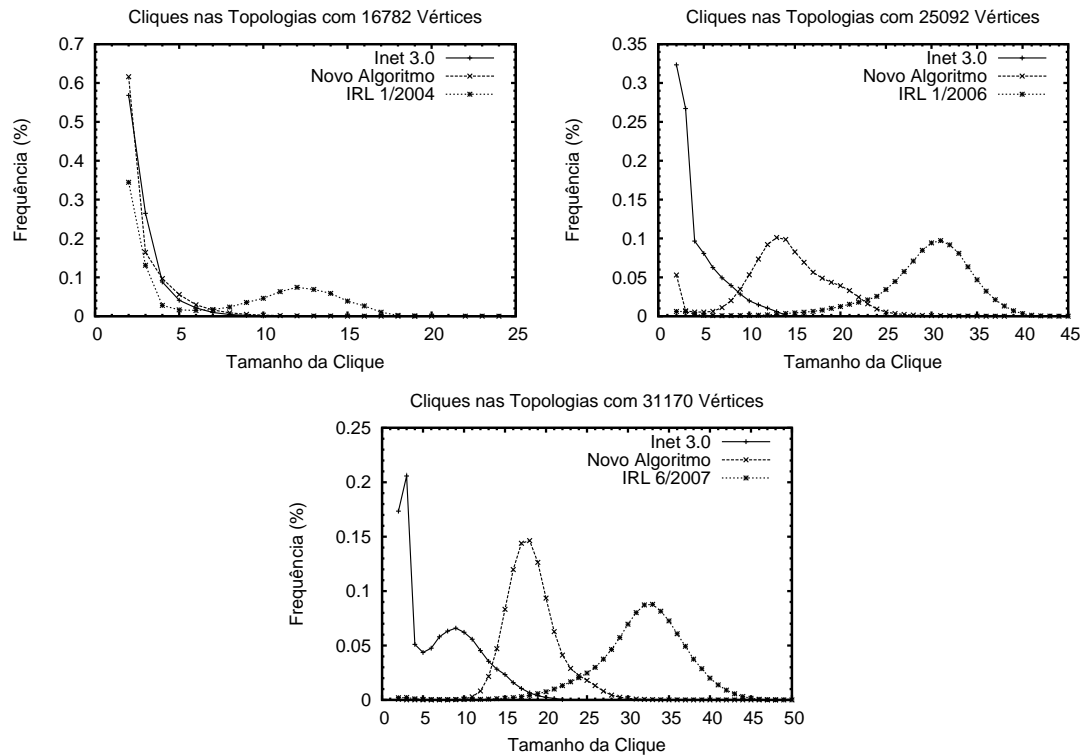 Cliques nas Topologias com 16782 Vértices
0.7
0.6
0.5
0.4
0.3
0.2
0.1
0
Frequência (%)
Inet 3.0
Novo Algoritmo
IRL 1/2004
0 5 10 15 20 25
Tamanho da Clique
Cliques nas Topologias com 25092 Vértices
0.35
0.3
0.25
0.2
0.15
0.1
0.05
0
Frequência (%)
Inet 3.0
Novo Algoritmo
IRL 1/2006
0 5 10 15 20 25 30 35 40 45
Tamanho da Clique
Cliques nas Topologias com 31170 Vértices
0.25
0.2
0.15
0.1
0.05
0
Frequência (%)
Inet 3.0
Novo Algoritmo
IRL 6/2007
0 5 10 15 20 25 30 35 40 45 50
Tamanho da Clique